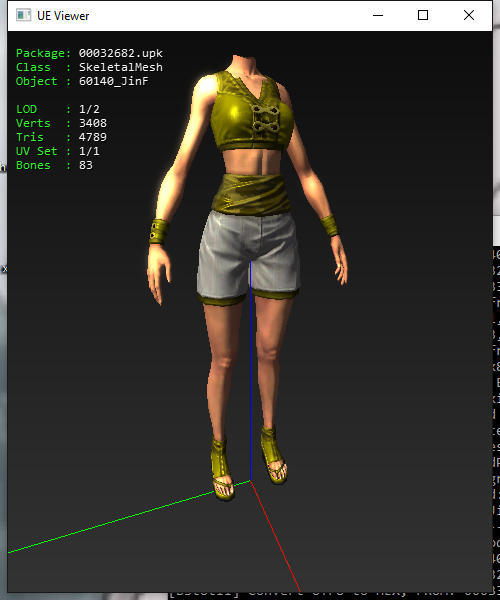 UE Viewer
Package: 00032682.upk
Class : SkeletalMesh
Object : 60140_JinF
LOD : 1/2
Verts : 3408
Tris : 4789
UV Set : 1/1
Bones : 83